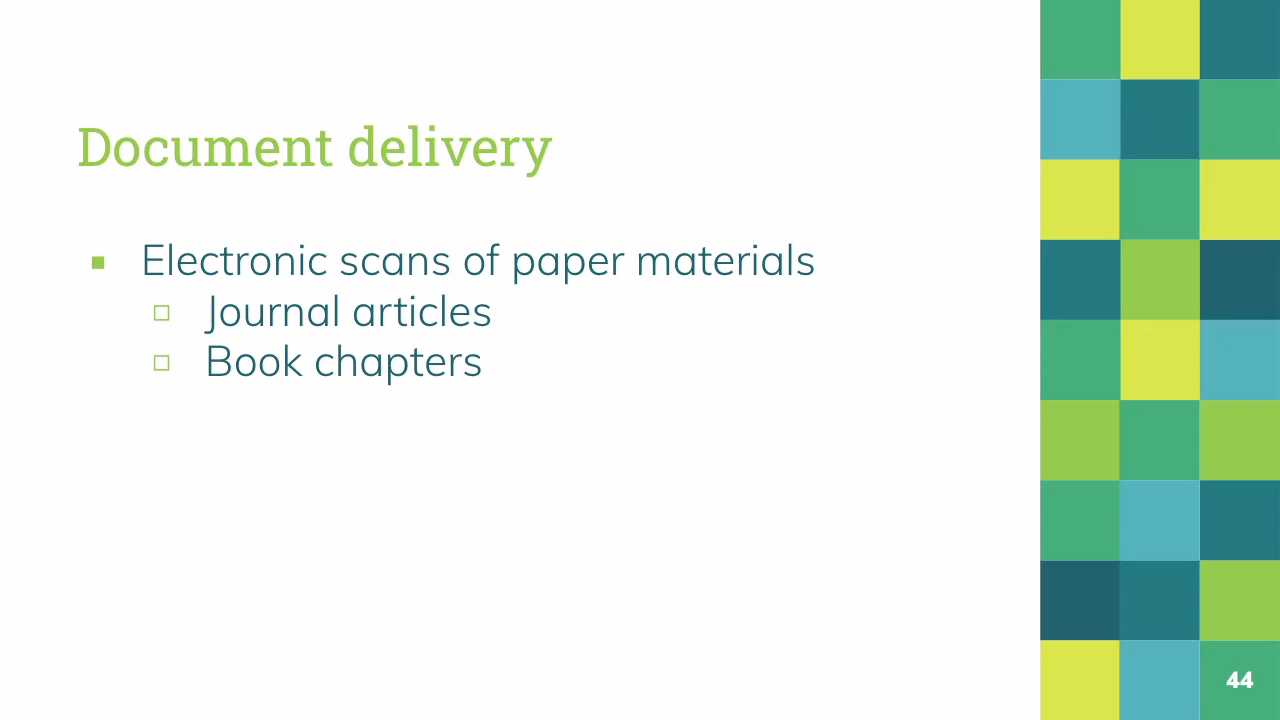 Document delivery
▪ Electronic scans of paper materials
▫ Journal articles
▫ Book chapters
44